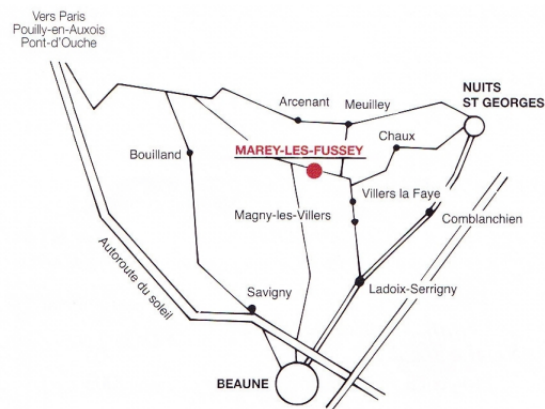 Vers Paris
Pouilly-en-Auxois
Pont-d'Ouche
NUITS
ST GEORGES
Arcenant
Meuilley
Chaux
Bouilland
MAREY-LES-FUSSEY
Villers la Faye
Magny-les-Villers
Comblanchien
Autoroute du soleil
Savigny
Ladoix-Serrigny
BEAUNE